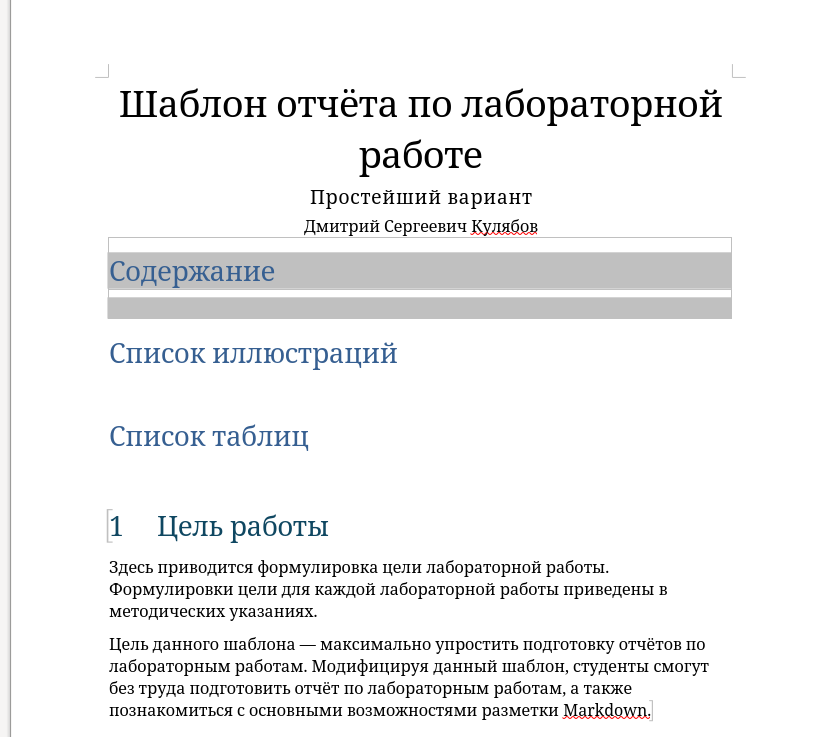 Шаблон отчёта по лабораторной
работе
Простейший вариант
Дмитрий Сергеевич Кулябов
Содержание
Список иллюстраций
Список таблиц
1 Цель работы
Здесь приводится формулировка цели лабораторной работы.
Формулировки цели для каждой лабораторной работы приведены в
методических указаниях.
Цель данного шаблона — максимально упростить подготовку отчётов по
лабораторным работам. Модифицируя данный шаблон, студенты смогут
без труда подготовить отчёт по лабораторным работам, а также
познакомиться с основными возможностями разметки Markdown.